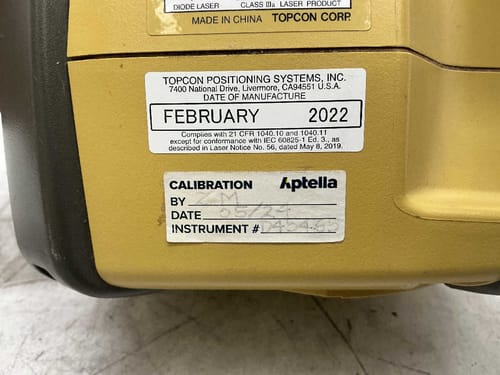 DIODE LASER CLASS IIIa LASER PRODUCT
MADE IN CHINA TOPCON CORP.
TOPCON POSITIONING SYSTEMS, INC.
7400 National Drive, Livermore, CA94551 U.S.A.
DATE OF MANUFACTURE
FEBRUARY 2022
Complies with 21 CFR 1040.10 and 1040.11
except for conformance with IEC 60825-1 Ed. 3., as
described in Laser Notice No. 56, dated May 8, 2019.
CALIBRATION Aptella
BY ZM
DATE 05/24
INSTRUMENT #